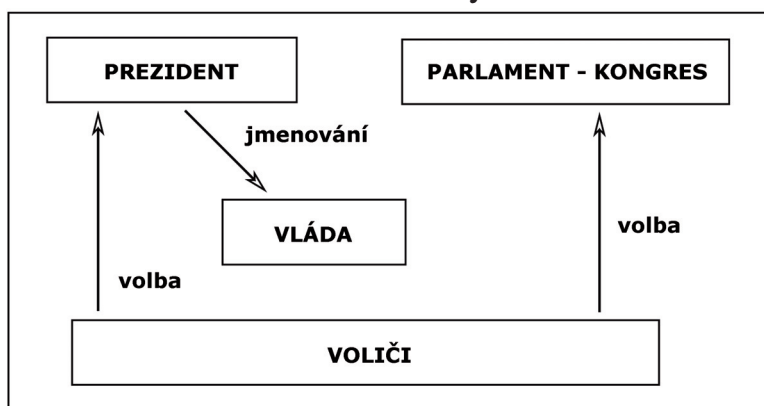 PREZIDENT
PARLAMENT - KONGRES
jmenování
VLÁDA
volba
volba
VOLIČI